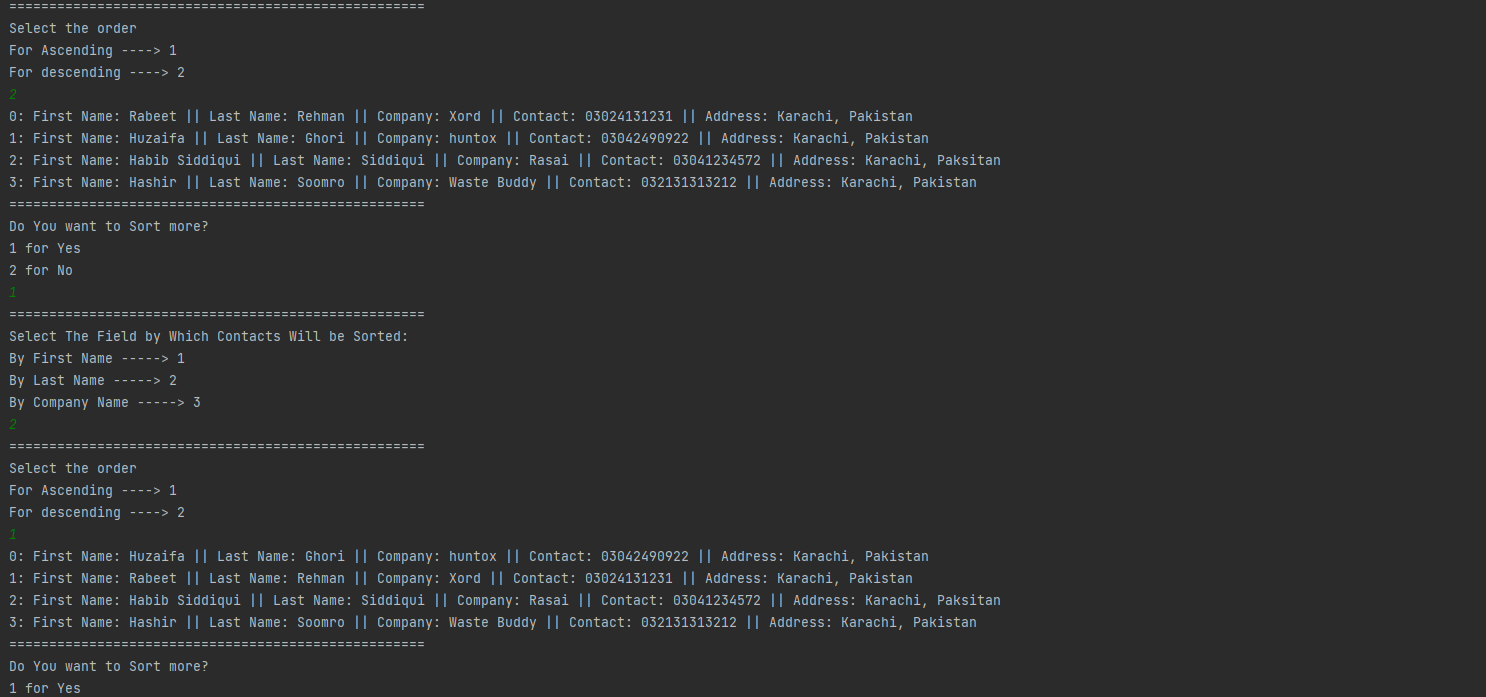 ====================================================
Select the order
For Ascending ----> 1
For descending ----> 2
2
0: First Name: Rabeet || Last Name: Rehman || Company: Xord || Contact: 03024131231 || Address: Karachi, Pakistan
1: First Name: Huzaifa || Last Name: Ghori || Company: huntox || Contact: 03042490922 || Address: Karachi, Pakistan
2: First Name: Habib Siddiqui || Last Name: Siddiqui || Company: Rasai || Contact: 03041234572 || Address: Karachi, Paksitan
3: First Name: Hashir || Last Name: Soomro || Company: Waste Buddy || Contact: 032131313212 || Address: Karachi, Pakistan
====================================================
Do You want to Sort more?
1 for Yes
2 for No
1
====================================================
Select The Field by Which Contacts Will be Sorted:
By First Name -----> 1
By Last Name -----> 2
By Company Name -----> 3
2
====================================================
Select the order
For Ascending ----> 1
For descending ----> 2
1
0: First Name: Huzaifa || Last Name: Ghori || Company: huntox || Contact: 03042490922 || Address: Karachi, Pakistan
1: First Name: Rabeet || Last Name: Rehman || Company: Xord || Contact: 03024131231 || Address: Karachi, Pakistan
2: First Name: Habib Siddiqui || Last Name: Siddiqui || Company: Rasai || Contact: 03041234572 || Address: Karachi, Paksitan
3: First Name: Hashir || Last Name: Soomro || Company: Waste Buddy || Contact: 032131313212 || Address: Karachi, Pakistan
====================================================
Do You want to Sort more?
1 for Yes